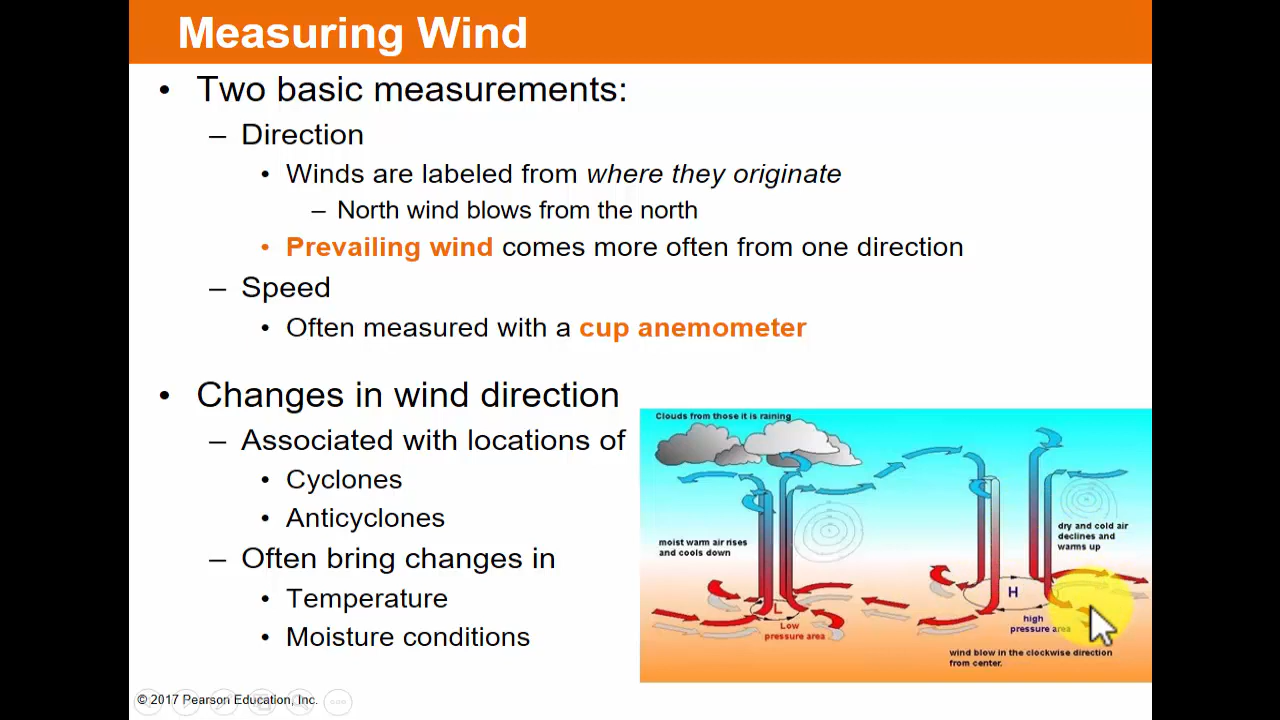 Measuring Wind
• Two basic measurements:
– Direction
• Winds are labeled from where they originate
– North wind blows from the north
• Prevailing wind comes more often from one direction
– Speed
• Often measured with a cup anemometer
• Changes in wind direction
– Associated with locations of
• Cyclones
• Anticyclones
– Often bring changes in
• Temperature
• Moisture conditions
Clouds from those it is raining
moist warm air rises
and cools down
L
Low
pressure area
dry and cold air
declines and
warms up
H
high
pressure area
wind blow in the clockwise direction
from center.
© 2017 Pearson Education, Inc.